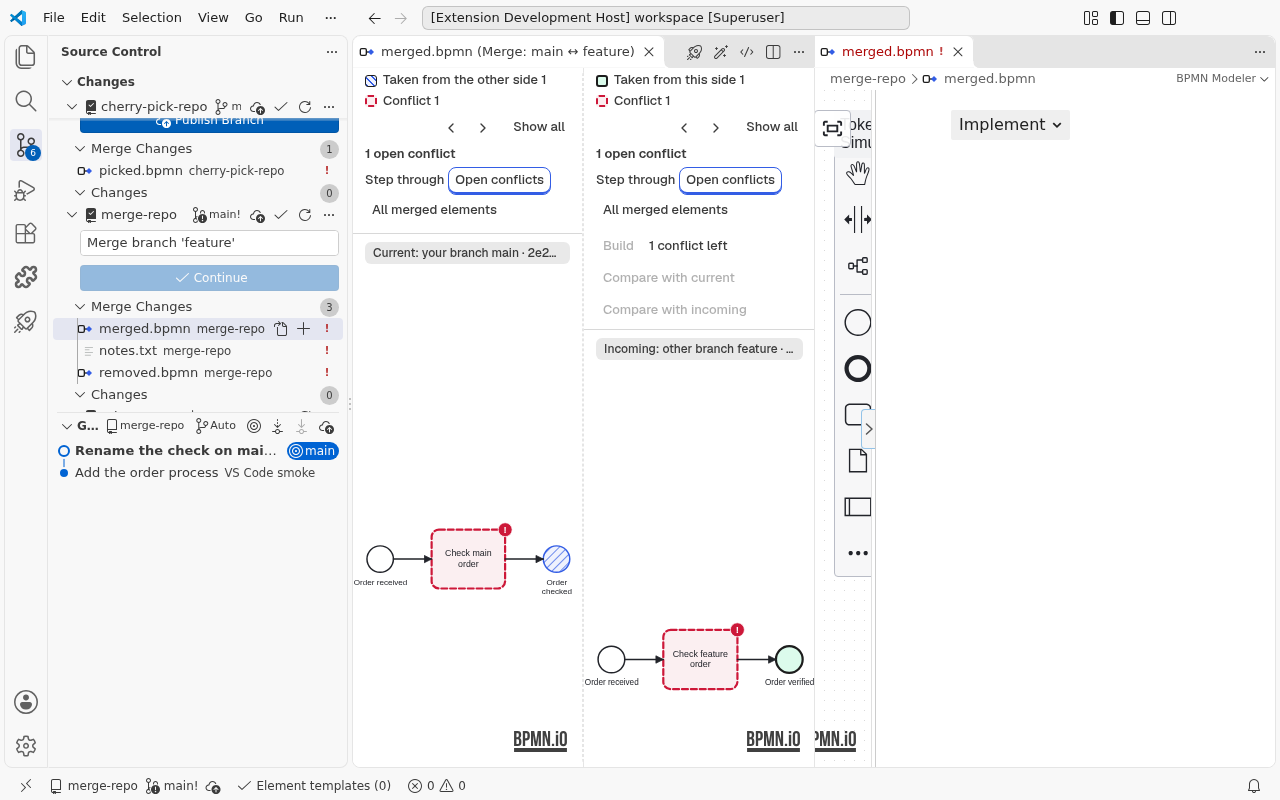 File Edit Selection View Go Run ···
[Extension Development Host] workspace [Superuser]
Source Control ···
Changes
cherry-pick-repo m ···
Publish Branch
Merge Changes 1
picked.bpmn cherry-pick-repo !
Changes 0
merge-repo main! ···
Merge branch 'feature'
Continue
Merge Changes 3
merged.bpmn merge-repo !
notes.txt merge-repo !
removed.bpmn merge-repo !
Changes 0
G... merge-repo Auto
Rename the check on mai... main
Add the order process VS Code smoke
6
merged.bpmn (Merge: main ↔ feature) ···
Taken from the other side 1
Conflict 1
Show all
1 open conflict
Step through Open conflicts
All merged elements
Current: your branch main · 2e2...
Order received
Check main
order
!
Order
checked
BPMN.iO
Taken from this side 1
Conflict 1
Show all
1 open conflict
Step through Open conflicts
All merged elements
Build 1 conflict left
Compare with current
Compare with incoming
Incoming: other branch feature · ...
Order received
Check feature
order
!
Order verified
BPMN.iO
merged.bpmn ! ···
merge-repo > merged.bpmn BPMN Modeler
Implement
merge-repo main! Element templates (0) 0 0